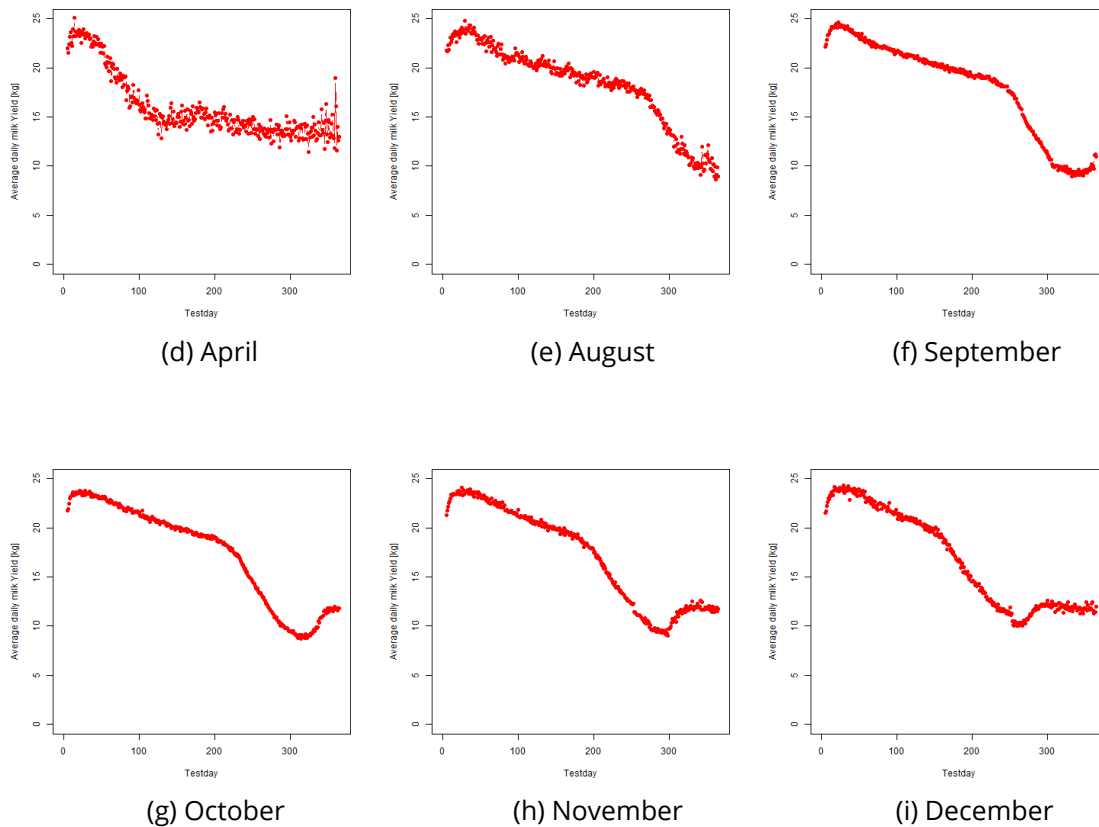 Average daily milk Yield [kg]
0 5 10 15 20 25
0 100 200 300
Testday
(d) April
Average daily milk Yield [kg]
0 5 10 15 20 25
0 100 200 300
Testday
(e) August
Average daily milk Yield [kg]
0 5 10 15 20 25
0 100 200 300
Testday
(f) September
Average daily milk Yield [kg]
0 5 10 15 20 25
0 100 200 300
Testday
(g) October
Average daily milk Yield [kg]
0 5 10 15 20 25
0 100 200 300
Testday
(h) November
Average daily milk Yield [kg]
0 5 10 15 20 25
0 100 200 300
Testday
(i) December